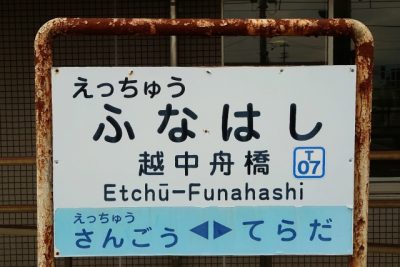 えっちゅう
ふなはし
越中舟橋
T
07
Etchū-Funahashi
えっちゅう
さんごう ◀▶ てらだ